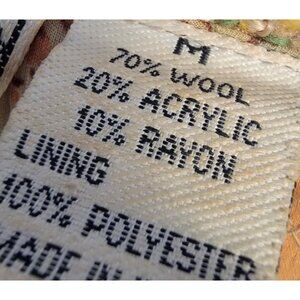 M
70% WOOL
20% ACRYLIC
10% RAYON
LINING
100% POLYESTER
MADE IN